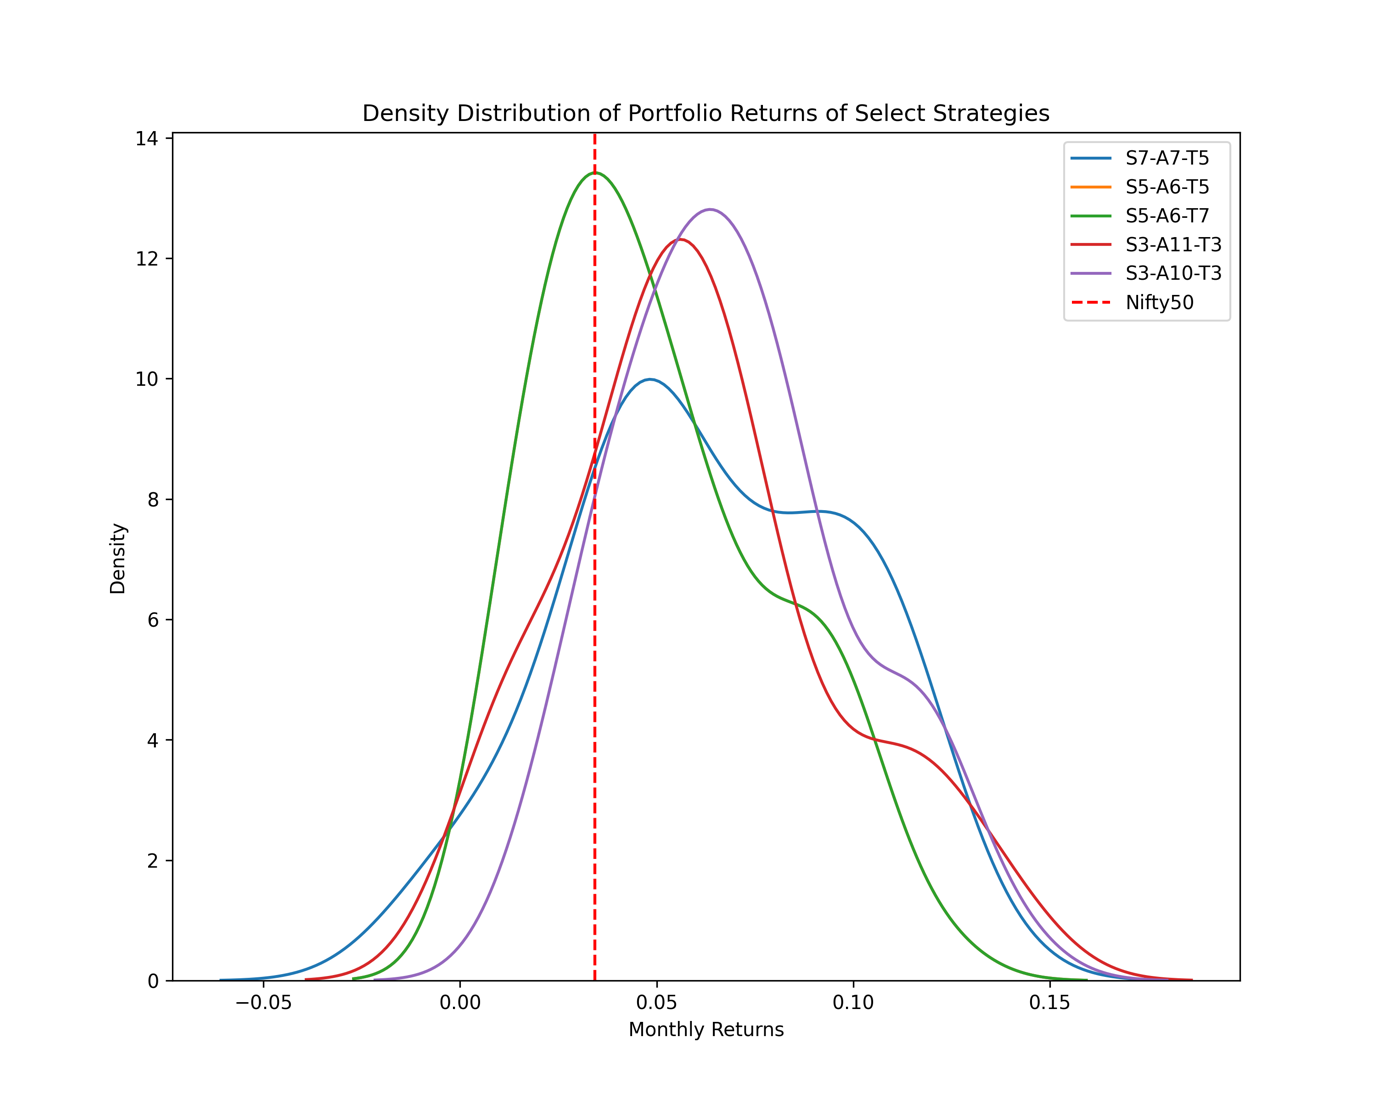 Density Distribution of Portfolio Returns of Select Strategies
14
12
10
8
6
4
2
0
Density
−0.05
0.00
0.05
0.10
0.15
Monthly Returns
S7-A7-T5
S5-A6-T5
S5-A6-T7
S3-A11-T3
S3-A10-T3
Nifty50